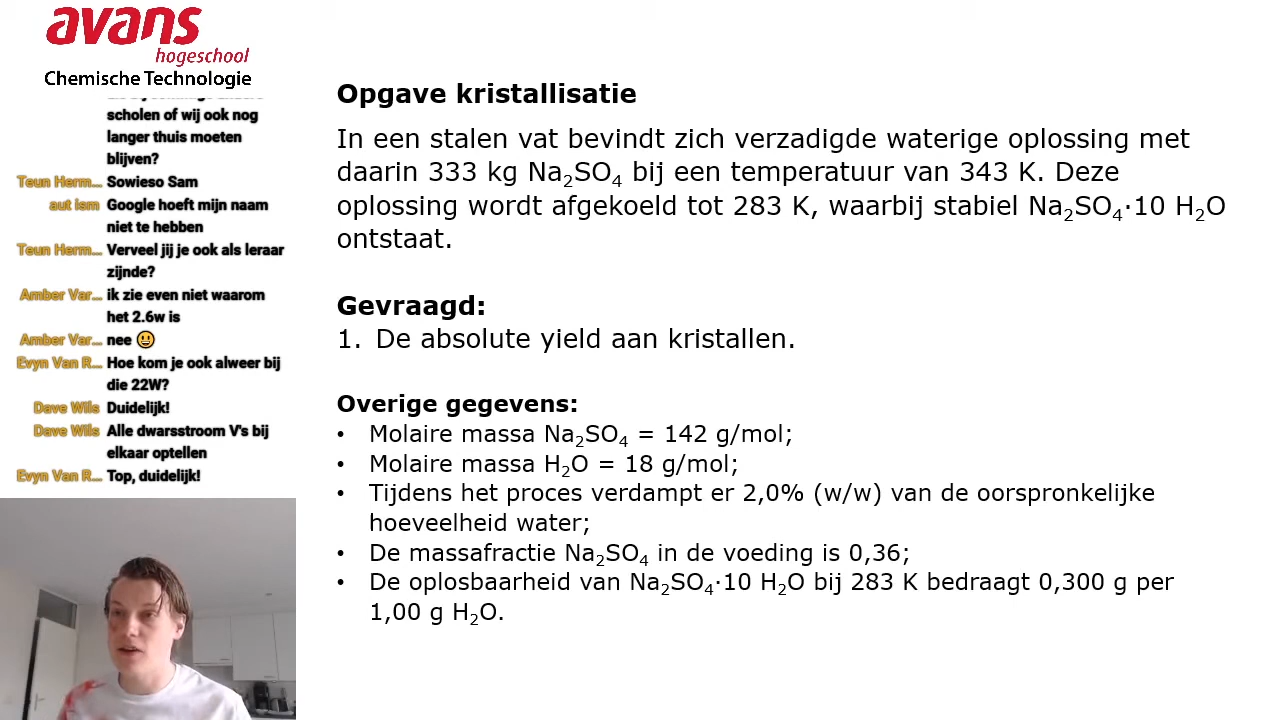 avans
hogeschool
Chemische Technologie
scholen of wij ook nog
langer thuis moeten
blijven?
Teun Herm... Sowieso Sam
aut ism Google hoeft mijn naam
niet te hebben
Teun Herm... Verveel jij je ook als leraar
zijnde?
Amber Var... ik zie even niet waarom
het 2.6w is
Amber Var... nee 😃
Evyn Van R... Hoe kom je ook alweer bij
die 22W?
Dave Wils Duidelijk!
Dave Wils Alle dwarsstroom V's bij
elkaar optellen
Evyn Van R... Top, duidelijk!
Opgave kristallisatie
In een stalen vat bevindt zich verzadigde waterige oplossing met
daarin 333 kg Na₂SO₄ bij een temperatuur van 343 K. Deze
oplossing wordt afgekoeld tot 283 K, waarbij stabiel Na₂SO₄·10 H₂O
ontstaat.
Gevraagd:
1. De absolute yield aan kristallen.
Overige gegevens:
• Molaire massa Na₂SO₄ = 142 g/mol;
• Molaire massa H₂O = 18 g/mol;
• Tijdens het proces verdampt er 2,0% (w/w) van de oorspronkelijke
hoeveelheid water;
• De massafractie Na₂SO₄ in de voeding is 0,36;
• De oplosbaarheid van Na₂SO₄·10 H₂O bij 283 K bedraagt 0,300 g per
1,00 g H₂O.